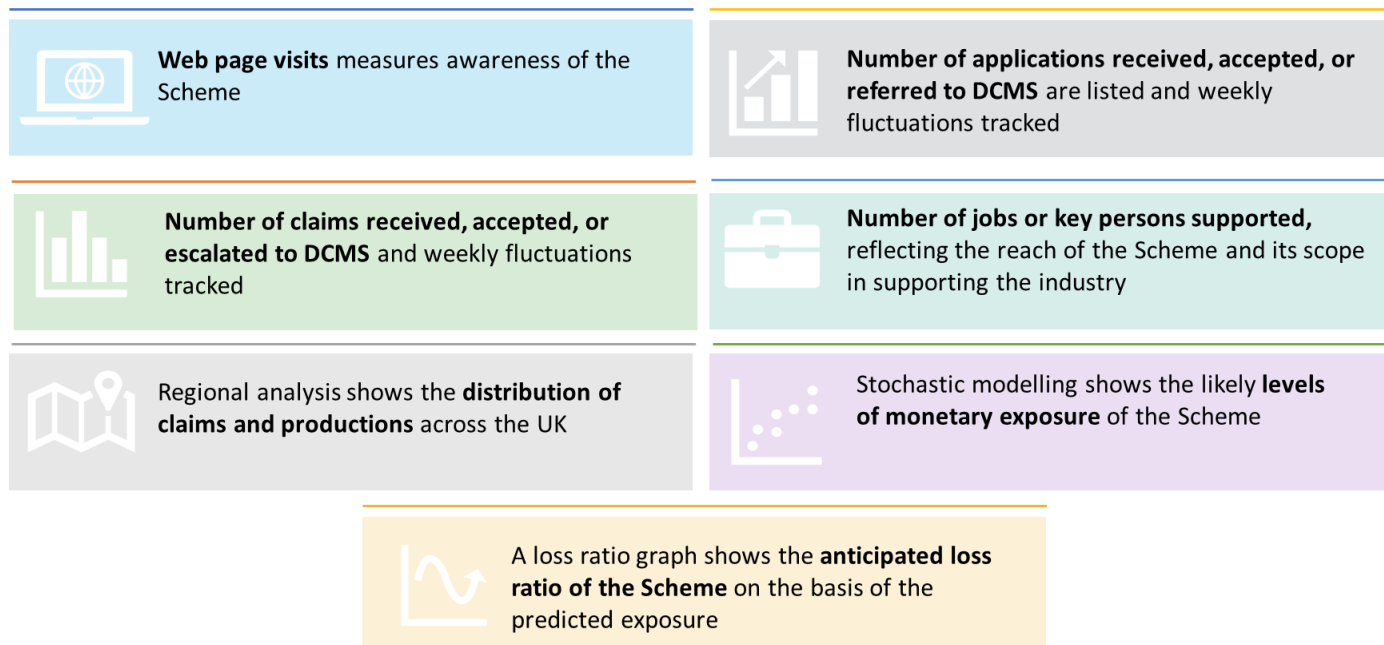 Web page visits measures awareness of the
Scheme
Number of applications received, accepted, or
referred to DCMS are listed and weekly
fluctuations tracked
Number of claims received, accepted, or
escalated to DCMS and weekly fluctuations
tracked
Number of jobs or key persons supported,
reflecting the reach of the Scheme and its scope
in supporting the industry
Regional analysis shows the distribution of
claims and productions across the UK
Stochastic modelling shows the likely levels
of monetary exposure of the Scheme
A loss ratio graph shows the anticipated loss
ratio of the Scheme on the basis of the
predicted exposure